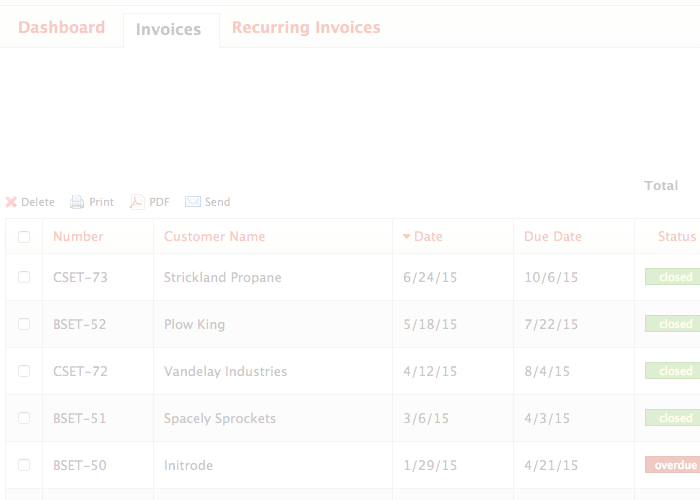 Dashboard Invoices Recurring Invoices
Total
Delete Print PDF Send
Number Customer Name Date Due Date Status
CSET-73 Strickland Propane 6/24/15 10/6/15 closed
BSET-52 Plow King 5/18/15 7/22/15 closed
CSET-72 Vandelay Industries 4/12/15 8/4/15 closed
BSET-51 Spacely Sprockets 3/6/15 4/3/15 closed
BSET-50 Initrode 1/29/15 4/21/15 overdue